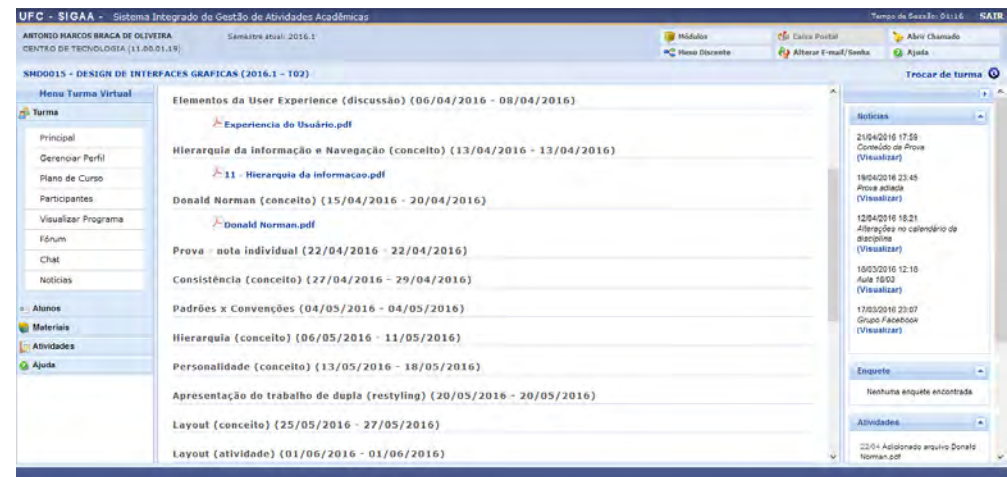 UFC - SIGAA - Sistema Integrado de Gestão de Atividades Acadêmicas
Tempo de Sessão: 01:16 SAIR
ANTONIO MARCOS BRAGA DE OLIVEIRA
Semestre atual: 2016.1
CENTRO DE TECNOLOGIA (11.00.01.19)
Módulos
Caixa Postal
Abrir Chamado
Menu Discente
Alterar E-mail/Senha
Ajuda
SMD0015 - DESIGN DE INTERFACES GRAFICAS (2016.1 - T02)
Trocar de turma
Menu Turma Virtual
Turma
Principal
Gerenciar Perfil
Plano de Curso
Participantes
Visualizar Programa
Fórum
Chat
Notícias
Alunos
Materiais
Atividades
Ajuda
Elementos da User Experience (discussão) (06/04/2016 - 08/04/2016)
Experiencia do Usuário.pdf
Hierarquia da informação e Navegação (conceito) (13/04/2016 - 13/04/2016)
11 - Hierarquia da informacao.pdf
Donald Norman (conceito) (15/04/2016 - 20/04/2016)
Donald Norman.pdf
Prova - nota individual (22/04/2016 - 22/04/2016)
Consistência (conceito) (27/04/2016 - 29/04/2016)
Padrões x Convenções (04/05/2016 - 04/05/2016)
Hierarquia (conceito) (06/05/2016 - 11/05/2016)
Personalidade (conceito) (13/05/2016 - 18/05/2016)
Apresentação do trabalho de dupla (restyling) (20/05/2016 - 20/05/2016)
Layout (conceito) (25/05/2016 - 27/05/2016)
Layout (atividade) (01/06/2016 - 01/06/2016)
Notícias
21/04/2016 17:59
Conteúdo de Prova
(Visualizar)
19/04/2016 23:45
Prova adiada
(Visualizar)
12/04/2016 18:21
Alterações no calendário da
disciplina
(Visualizar)
18/03/2016 12:18
Aula 18/03
(Visualizar)
17/03/2016 23:07
Grupo Facebook
(Visualizar)
Enquete
Nenhuma enquete encontrada
Atividades
22/04 Adicionado arquivo Donald
Norman.pdf